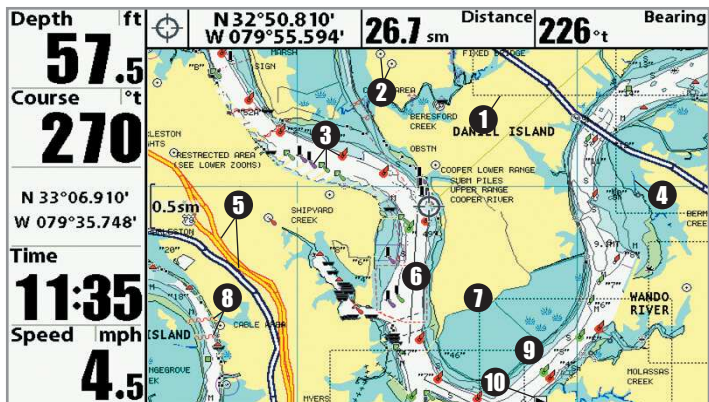 Depth ft
57.5
Course °t
270
N 33°06.910'
W 079°35.748'
Time
11:35
Speed mph
4.5
N 32°50.810'
W 079°55.594'
Distance
26.7 sm
Bearing
226°t
MARSH
SIGN
"B"
2
AREA
FIXED BRIDGE
1
BERESFORD
CREEK
DANIEL ISLAND
OBSTN
3
RESTRICTED AREA
(SEE LOWER ZOOMS)
COOPER LOWER RANGE
SUBM PILES
UPPER RANGE
COOPER RIVER
4
0.5sm
5
SHIPYARD
CREEK
"20"
"18"
6
7
8
CABLE AREA
ISLAND
WANDO
RIVER
9
"46"
10
MOLASSAS
CREEK
MYERS